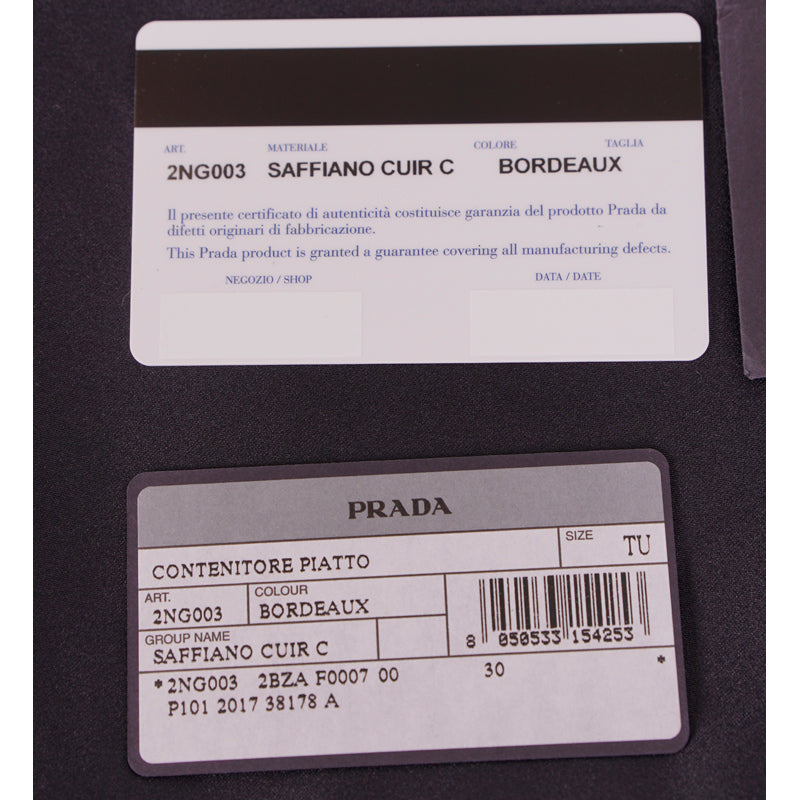 ART. MATERIALE COLORE TAGLIA
2NG003 SAFFIANO CUIR C BORDEAUX
Il presente certificato di autenticità costituisce garanzia del prodotto Prada da
difetti originari di fabbricazione.
This Prada product is granted a guarantee covering all manufacturing defects.
NEGOZIO / SHOP DATA / DATE
PRADA
CONTENITORE PIATTO SIZE TU
ART. COLOUR
2NG003 BORDEAUX
GROUP NAME
SAFFIANO CUIR C
8 050533 154253
*2NG003 2BZA F0007 00 30 *
P101 2017 38178 A